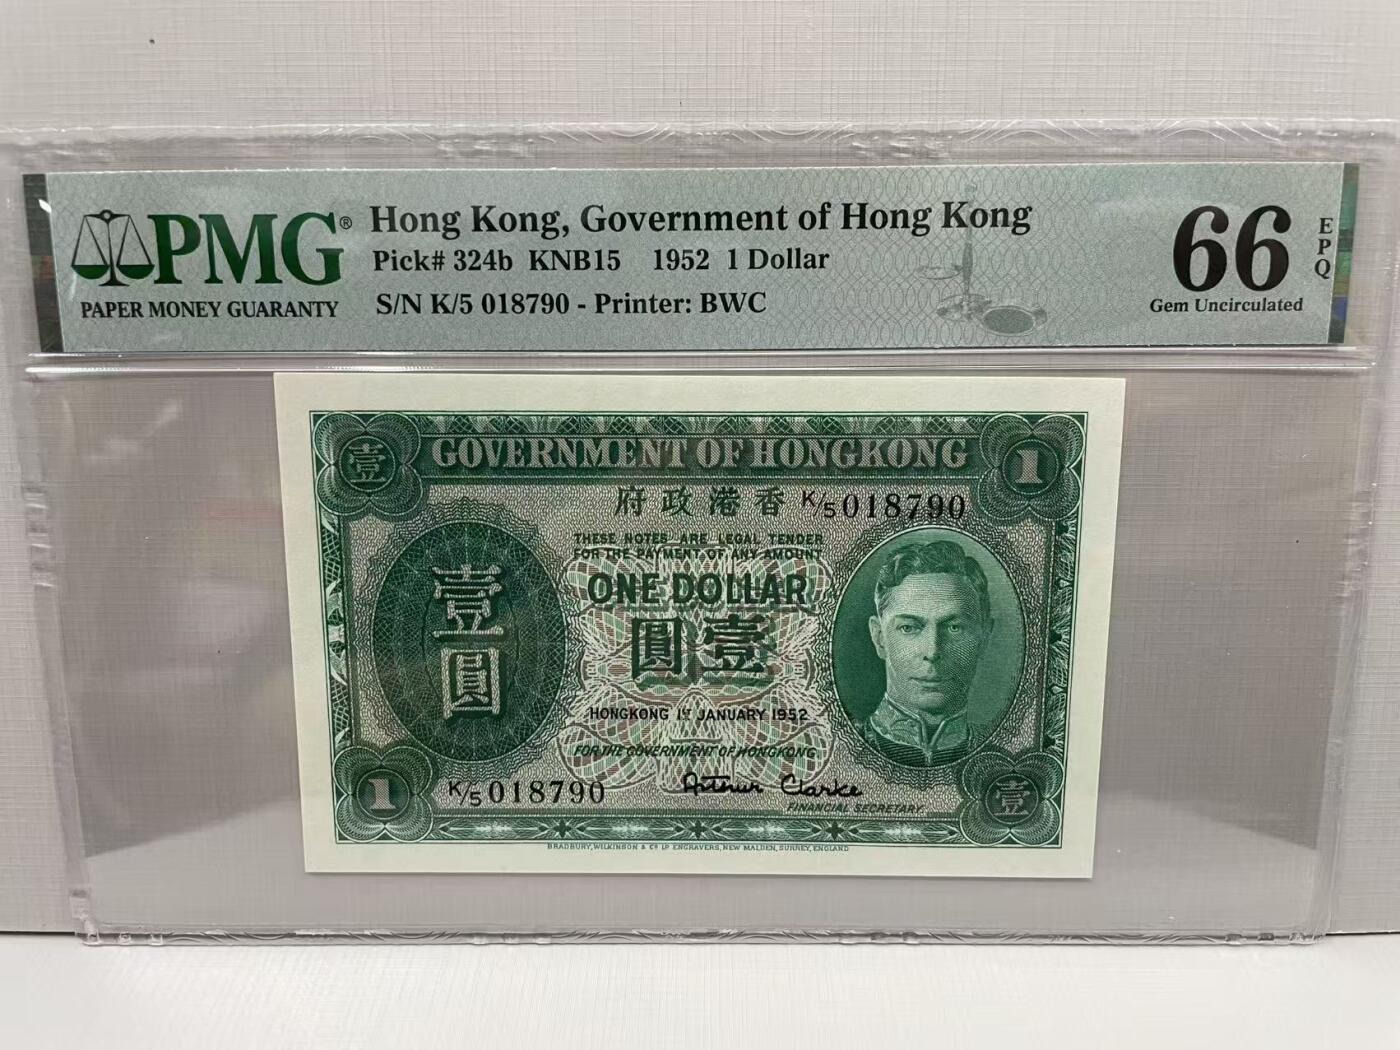 PMG®
PAPER MONEY GUARANTY
Hong Kong, Government of Hong Kong
Pick# 324b KNB15 1952 1 Dollar
S/N K/5 018790 - Printer: BWC
66
EPQ
Gem Uncirculated
壹
GOVERNMENT OF HONGKONG
1
府政港香
K/5 018790
THESE NOTES ARE LEGAL TENDER
FOR THE PAYMENT OF ANY AMOUNT
ONE DOLLAR
圓壹
壹
圓
HONGKONG 1ST JANUARY 1952
FOR THE GOVERNMENT OF HONGKONG
1
K/5 018790
Arthur Clarke
FINANCIAL SECRETARY
壹
BRADBURY, WILKINSON & Cº Lᴰ ENGRAVERS, NEW MALDEN, SURREY, ENGLAND